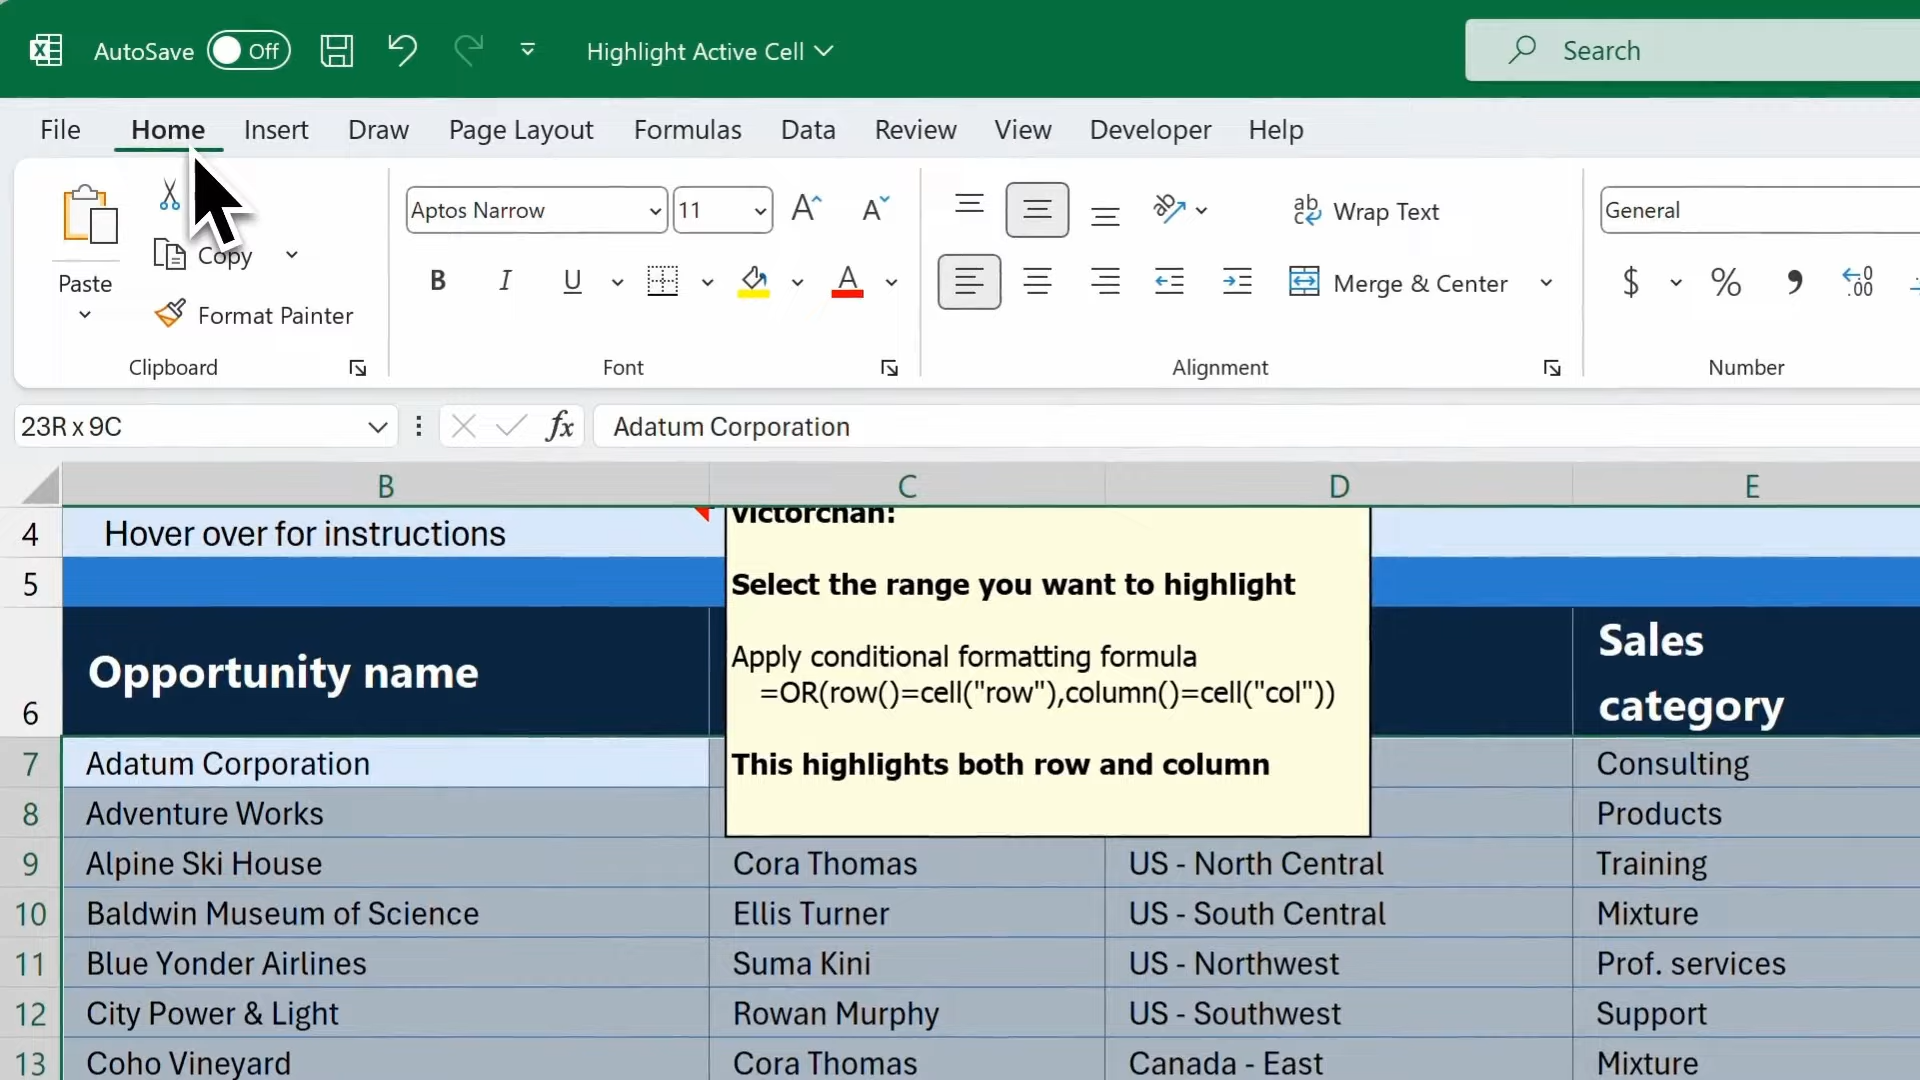 AutoSave Off Highlight Active Cell Search
File Home Insert Draw Page Layout Formulas Data Review View Developer Help
Paste
Copy
Format Painter
Clipboard
Aptos Narrow 11
B I U A
Font
Wrap Text
Merge & Center
Alignment
General
$ % , .00
Number
23R x 9C fx Adatum Corporation
B C D E
4 Hover over for instructions
5
victorchan:
Select the range you want to highlight
Apply conditional formatting formula
=OR(row()=cell("row"),column()=cell("col"))
This highlights both row and column
6 Opportunity name Sales category
7 Adatum Corporation Consulting
8 Adventure Works Products
9 Alpine Ski House Cora Thomas US - North Central Training
10 Baldwin Museum of Science Ellis Turner US - South Central Mixture
11 Blue Yonder Airlines Suma Kini US - Northwest Prof. services
12 City Power & Light Rowan Murphy US - Southwest Support
13 Coho Vineyard Cora Thomas Canada - East Mixture